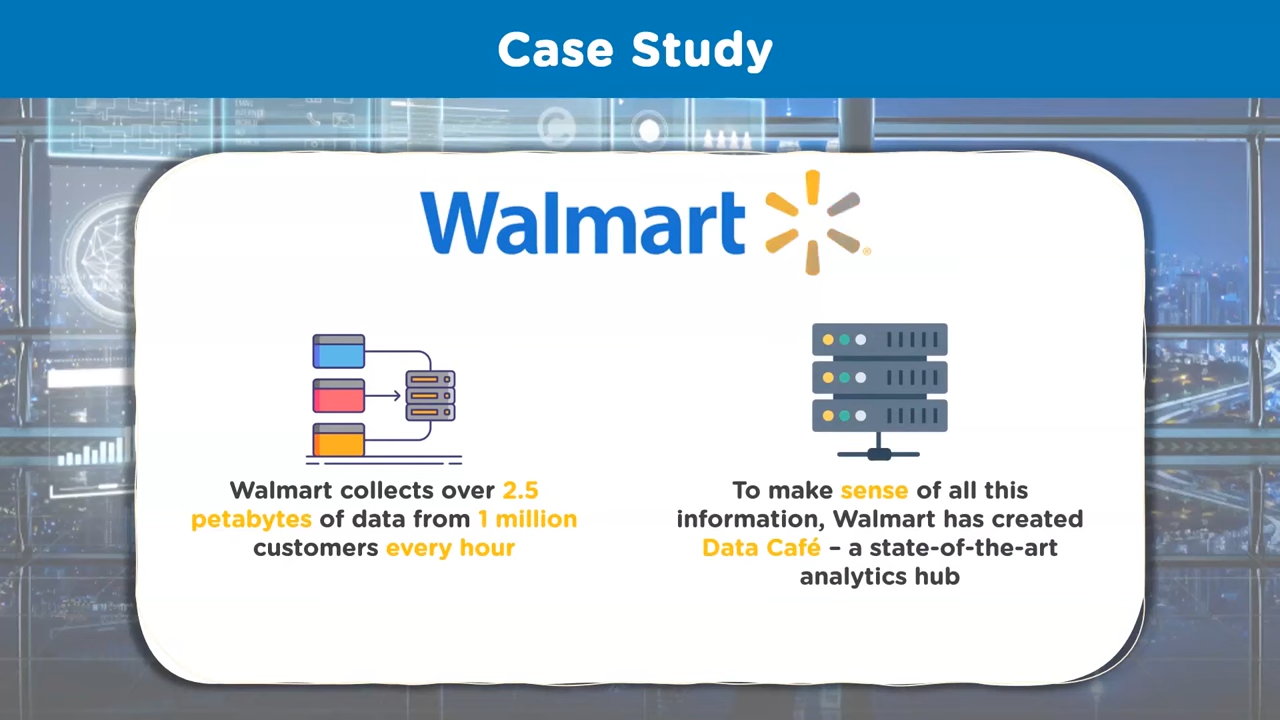 Case Study
Walmart
Walmart collects over 2.5
petabytes of data from 1 million
customers every hour
To make sense of all this
information, Walmart has created
Data Café – a state-of-the-art
analytics hub